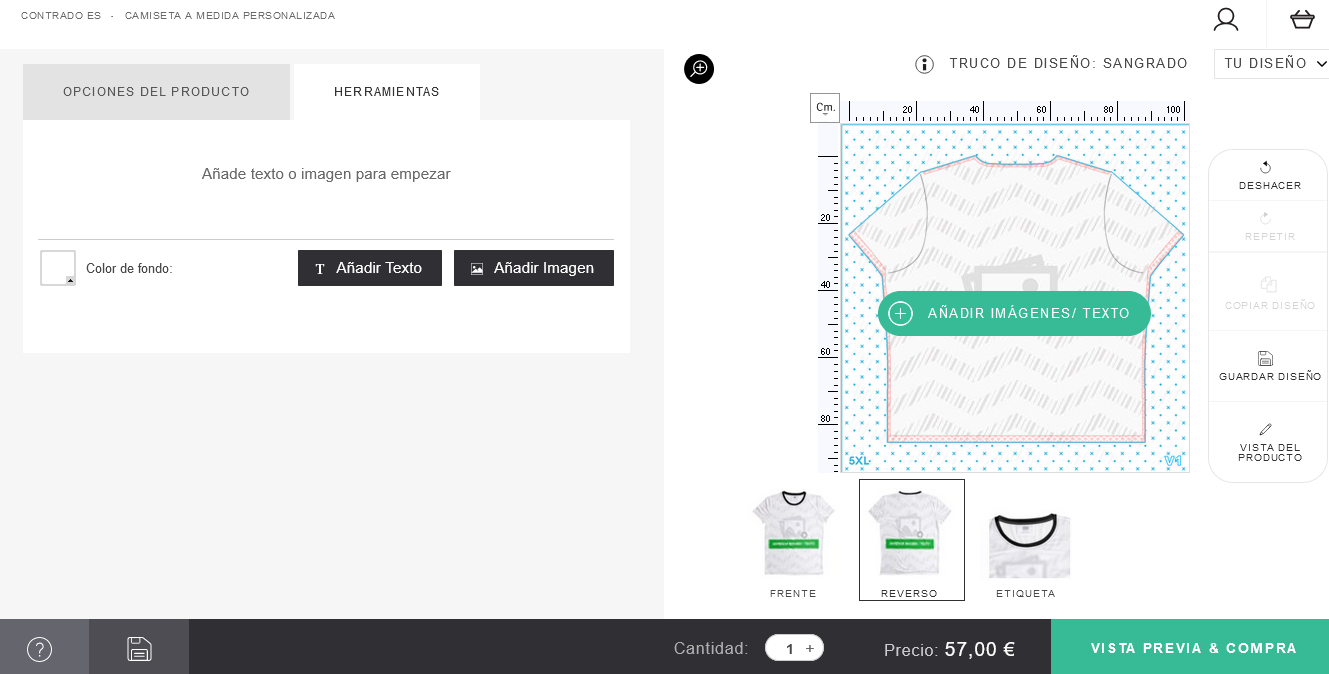 CONTRADO ES · CAMISETA A MEDIDA PERSONALIZADA
OPCIONES DEL PRODUCTO
HERRAMIENTAS
Añade texto o imagen para empezar
Color de fondo:
T Añadir Texto
Añadir Imagen
TRUCO DE DISEÑO: SANGRADO
TU DISEÑO
Cm.
20 40 60 80 100
20
40
60
80
AÑADIR IMÁGENES/ TEXTO
5XL
V1
DESHACER
REPETIR
COPIAR DISEÑO
GUARDAR DISEÑO
VISTA DEL
PRODUCTO
FRENTE
REVERSO
ETIQUETA
?
Cantidad:
1 +
Precio: 57,00 €
VISTA PREVIA & COMPRA